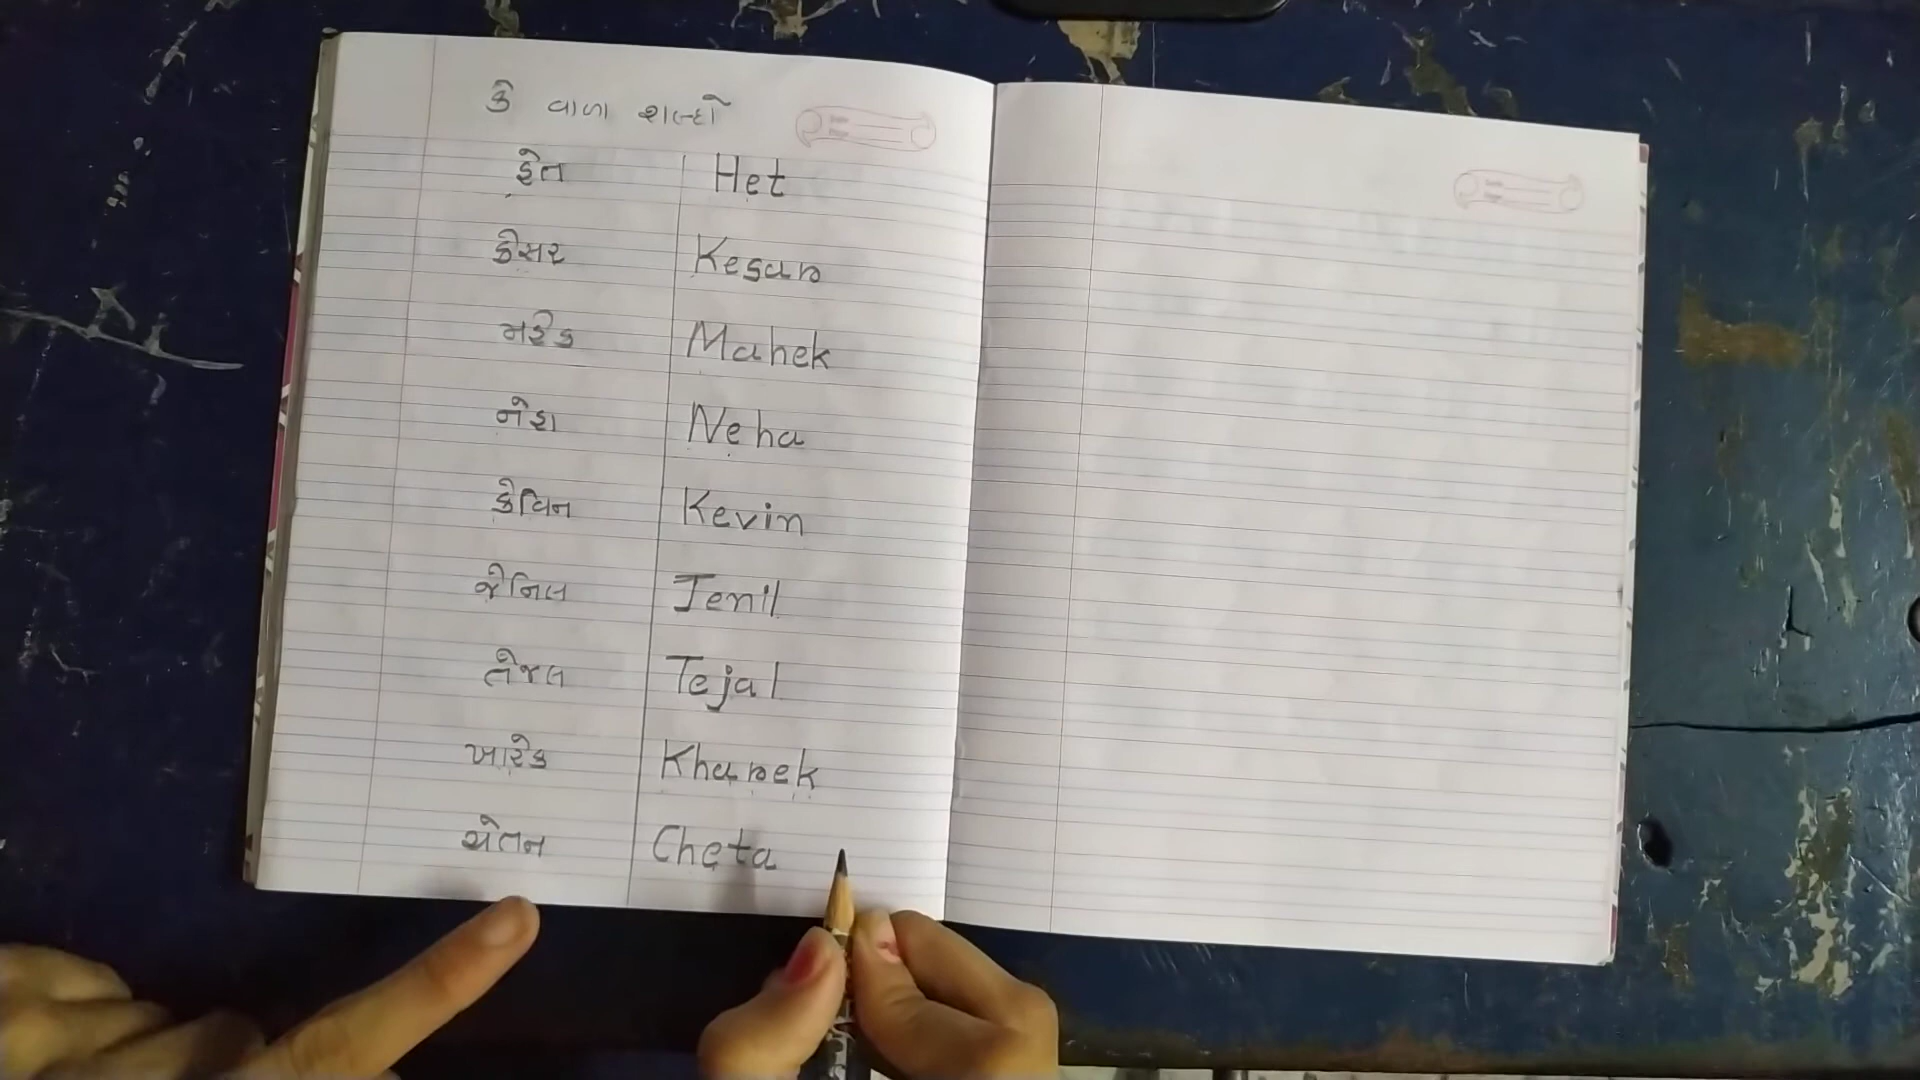 કે વાળા શબ્દો
હેત Het
કેસર Kesar
મહેક Mahek
નેહા Neha
કેવિન Kevin
જેનિલ Jenil
તેજલ Tejal
ખારેક Kharek
ચેતન Cheta